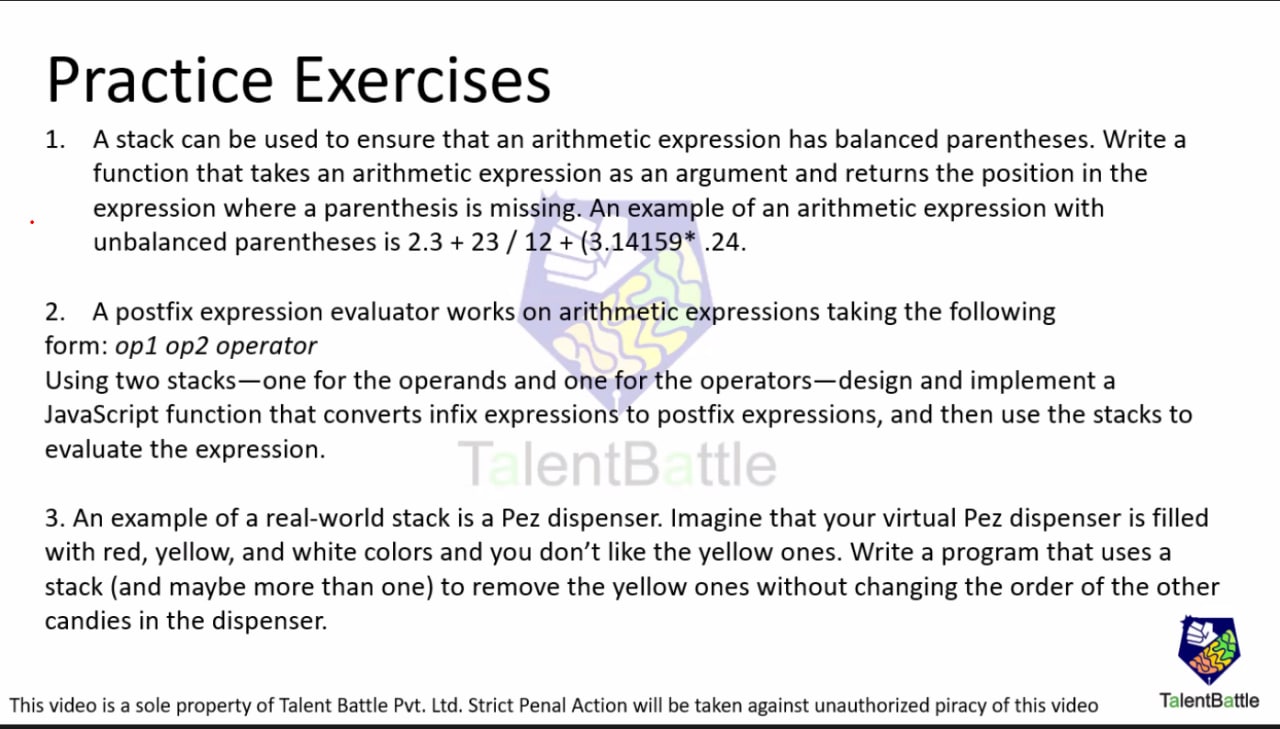 Practice Exercises
1. A stack can be used to ensure that an arithmetic expression has balanced parentheses. Write a
function that takes an arithmetic expression as an argument and returns the position in the
expression where a parenthesis is missing. An example of an arithmetic expression with
unbalanced parentheses is 2.3 + 23 / 12 + (3.14159* .24.
2. A postfix expression evaluator works on arithmetic expressions taking the following
form: op1 op2 operator
Using two stacks—one for the operands and one for the operators—design and implement a
JavaScript function that converts infix expressions to postfix expressions, and then use the stacks to
evaluate the expression.
TalentBattle
3. An example of a real-world stack is a Pez dispenser. Imagine that your virtual Pez dispenser is filled
with red, yellow, and white colors and you don’t like the yellow ones. Write a program that uses a
stack (and maybe more than one) to remove the yellow ones without changing the order of the other
candies in the dispenser.
TalentBattle
This video is a sole property of Talent Battle Pvt. Ltd. Strict Penal Action will be taken against unauthorized piracy of this video